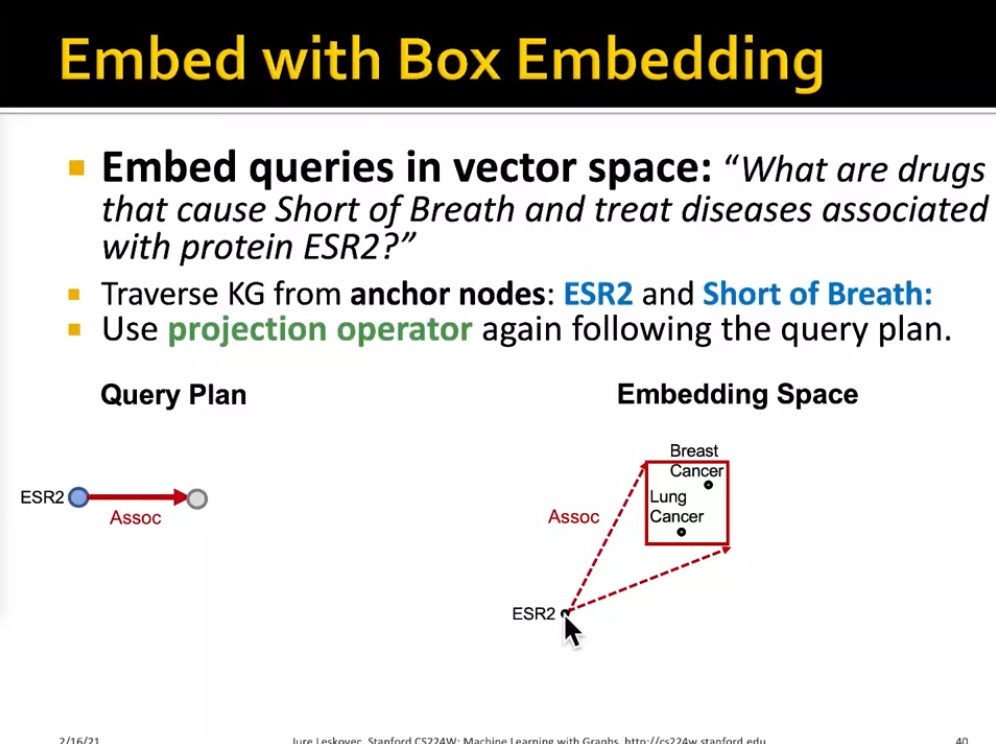 Embed with Box Embedding
Embed queries in vector space: “What are drugs
that cause Short of Breath and treat diseases associated
with protein ESR2?”
Traverse KG from anchor nodes: ESR2 and Short of Breath:
Use projection operator again following the query plan.
Query Plan
Embedding Space
ESR2
Assoc
Breast
Cancer
Lung
Cancer
Assoc
ESR2
2/16/21
Jure Leskovec, Stanford CS224W: Machine Learning with Graphs, http://cs224w.stanford.edu
40